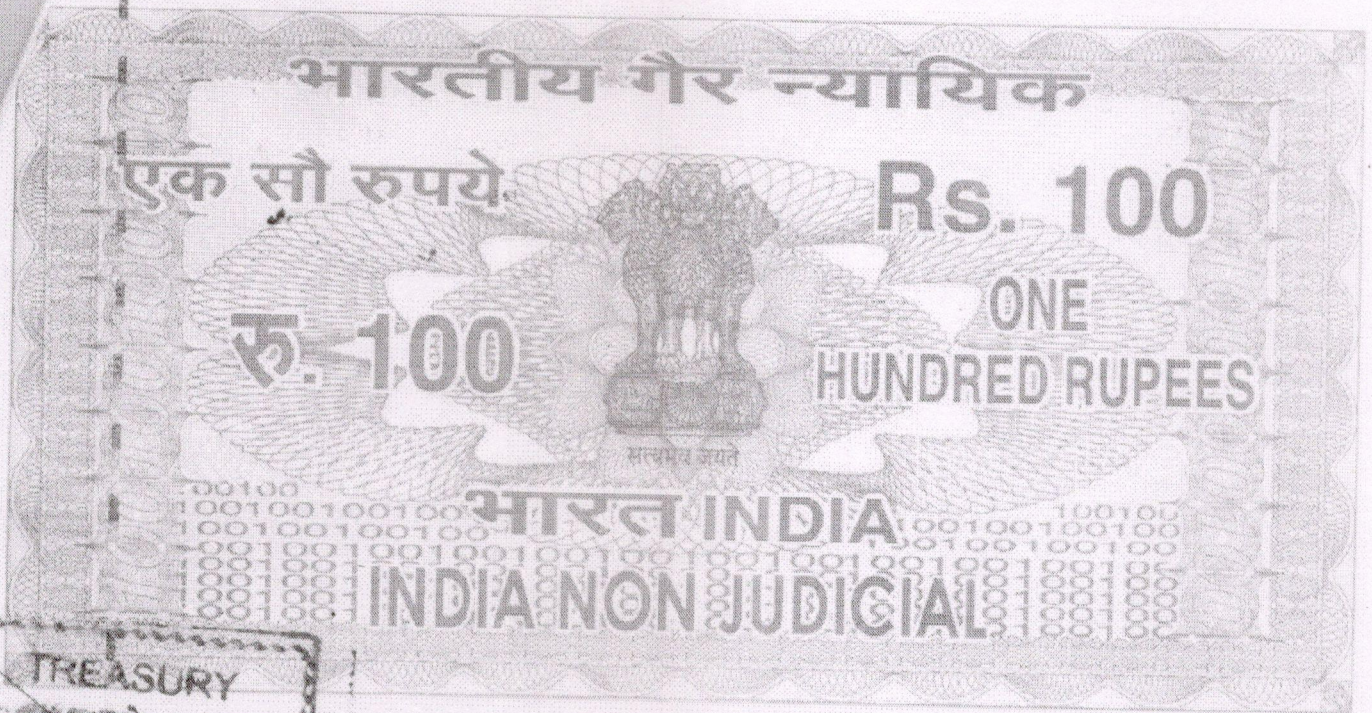 भारतीय गैर न्यायिक
एक सौ रुपये
Rs. 100
रु. 100
ONE
HUNDRED RUPEES
सत्यमेव जयते
भारत INDIA
INDIA NON JUDICIAL
TREASURY